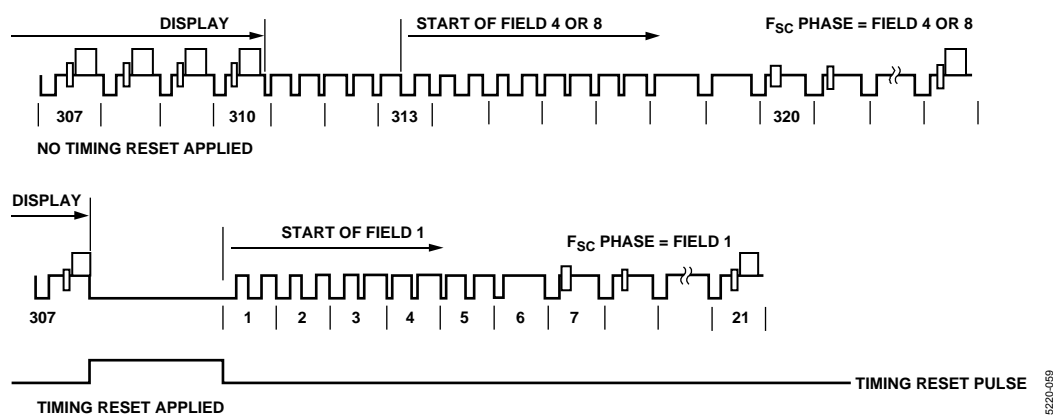 DISPLAY
START OF FIELD 4 OR 8
FSC PHASE = FIELD 4 OR 8
307
310
313
320
NO TIMING RESET APPLIED
DISPLAY
START OF FIELD 1
FSC PHASE = FIELD 1
307
1
2
3
4
5
6
7
21
TIMING RESET PULSE
TIMING RESET APPLIED
5220-059